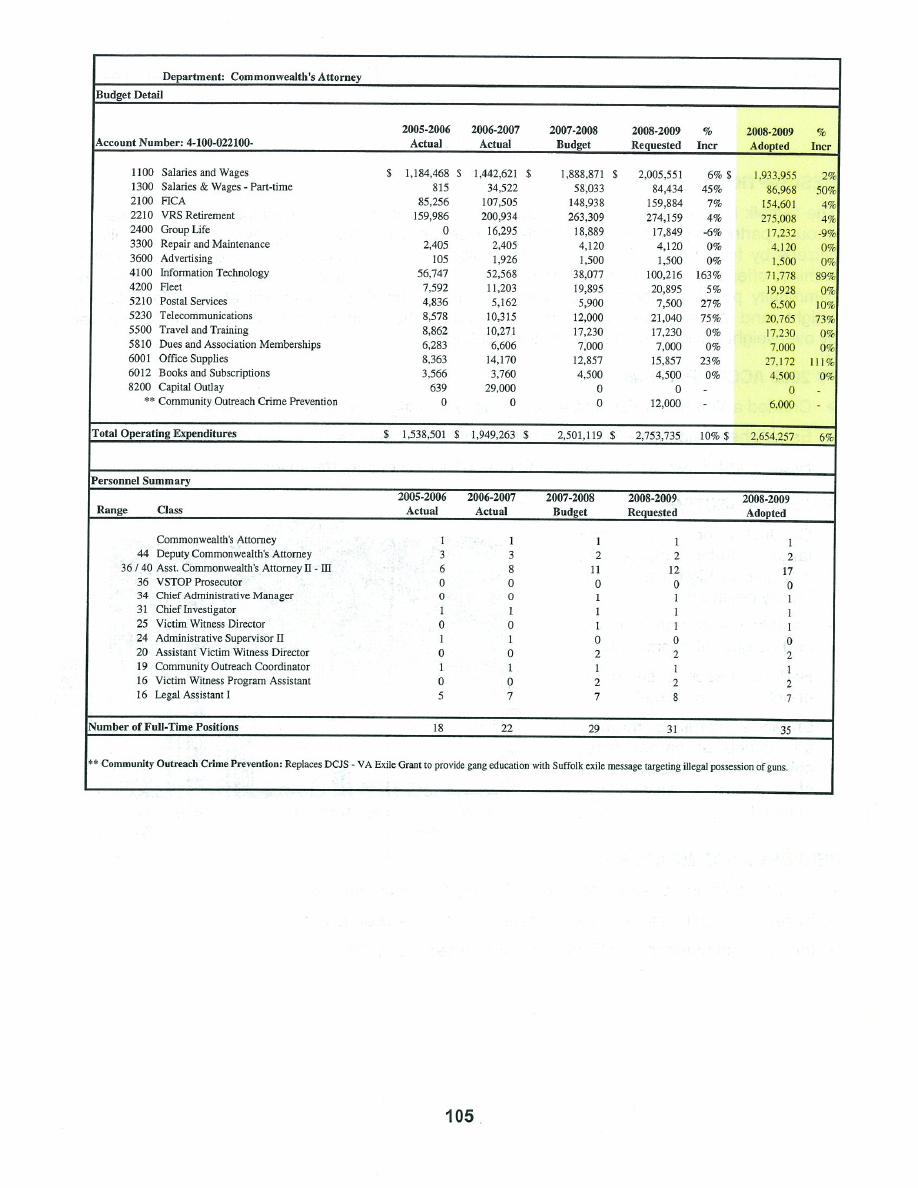 Department: Commonwealth's Attorney
Budget Detail
2005-2006 2006-2007 2007-2008 2008-2009 % 2008-2009 %
Account Number: 4-100-022100- Actual Actual Budget Requested Incr Adopted Incr
1100 Salaries and Wages $ 1,184,468 $ 1,442,621 $ 1,888,871 $ 2,005,551 6% $ 1,933,955 2%
1300 Salaries & Wages - Part-time 815 34,522 58,033 84,434 45% 86,968 50%
2100 FICA 85,256 107,505 148,938 159,884 7% 154,601 4%
2210 VRS Retirement 159,986 200,934 263,309 274,159 4% 275,008 4%
2400 Group Life 0 16,295 18,889 17,849 -6% 17,232 -9%
3300 Repair and Maintenance 2,405 2,405 4,120 4,120 0% 4,120 0%
3600 Advertising 105 1,926 1,500 1,500 0% 1,500 0%
4100 Information Technology 56,747 52,568 38,077 100,216 163% 71,778 89%
4200 Fleet 7,592 11,203 19,895 20,895 5% 19,928 0%
5210 Postal Services 4,836 5,162 5,900 7,500 27% 6,500 10%
5230 Telecommunications 8,578 10,315 12,000 21,040 75% 20,765 73%
5500 Travel and Training 8,862 10,271 17,230 17,230 0% 17,230 0%
5810 Dues and Association Memberships 6,283 6,606 7,000 7,000 0% 7,000 0%
6001 Office Supplies 8,363 14,170 12,857 15,857 23% 27,172 111%
6012 Books and Subscriptions 3,566 3,760 4,500 4,500 0% 4,500 0%
8200 Capital Outlay 639 29,000 0 0 - 0 -
** Community Outreach Crime Prevention 0 0 0 12,000 - 6,000 -
Total Operating Expenditures $ 1,538,501 $ 1,949,263 $ 2,501,119 $ 2,753,735 10% $ 2,654,257 6%
Personnel Summary
2005-2006 2006-2007 2007-2008 2008-2009 2008-2009
Range Class Actual Actual Budget Requested Adopted
Commonwealth's Attorney 1 1 1 1 1
44 Deputy Commonwealth's Attorney 3 3 2 2 2
36 / 40 Asst. Commonwealth's Attorney II - III 6 8 11 12 17
36 VSTOP Prosecutor 0 0 0 0 0
34 Chief Administrative Manager 0 0 1 1 1
31 Chief Investigator 1 1 1 1 1
25 Victim Witness Director 0 0 1 1 1
24 Administrative Supervisor II 1 1 0 0 0
20 Assistant Victim Witness Director 0 0 2 2 2
19 Community Outreach Coordinator 1 1 1 1 1
16 Victim Witness Program Assistant 0 0 2 2 2
16 Legal Assistant I 5 7 7 8 7
Number of Full-Time Positions 18 22 29 31 35
** Community Outreach Crime Prevention: Replaces DCJS - VA Exile Grant to provide gang education with Suffolk exile message targeting illegal possession of guns.
105